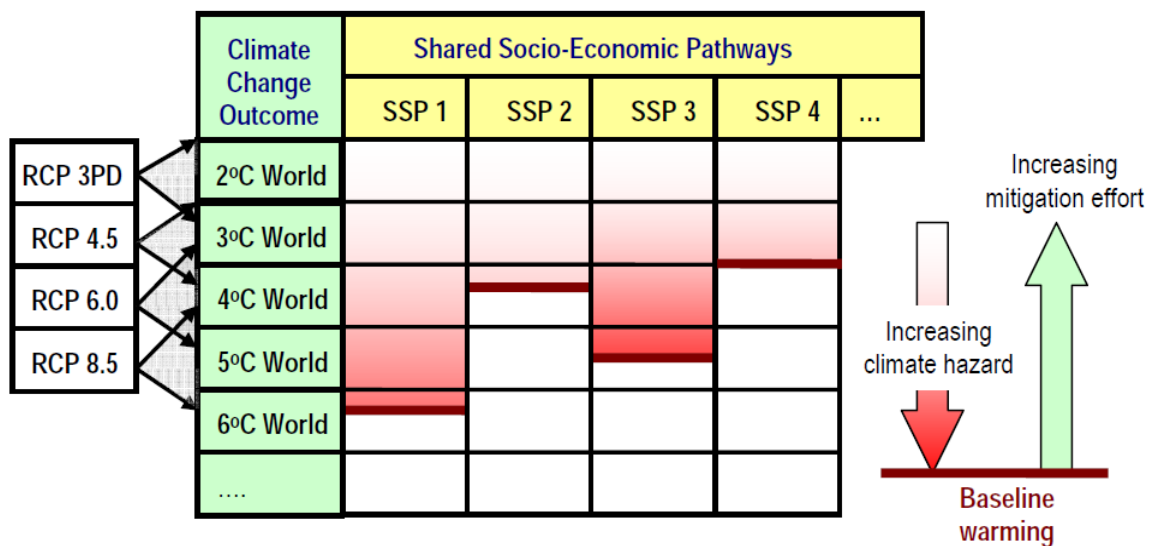 Climate
Change
Outcome
Shared Socio-Economic Pathways
SSP 1
SSP 2
SSP 3
SSP 4
...
RCP 3PD
RCP 4.5
RCP 6.0
RCP 8.5
2ºC World
3ºC World
4ºC World
5ºC World
6ºC World
....
Increasing
mitigation effort
Increasing
climate hazard
Baseline
warming